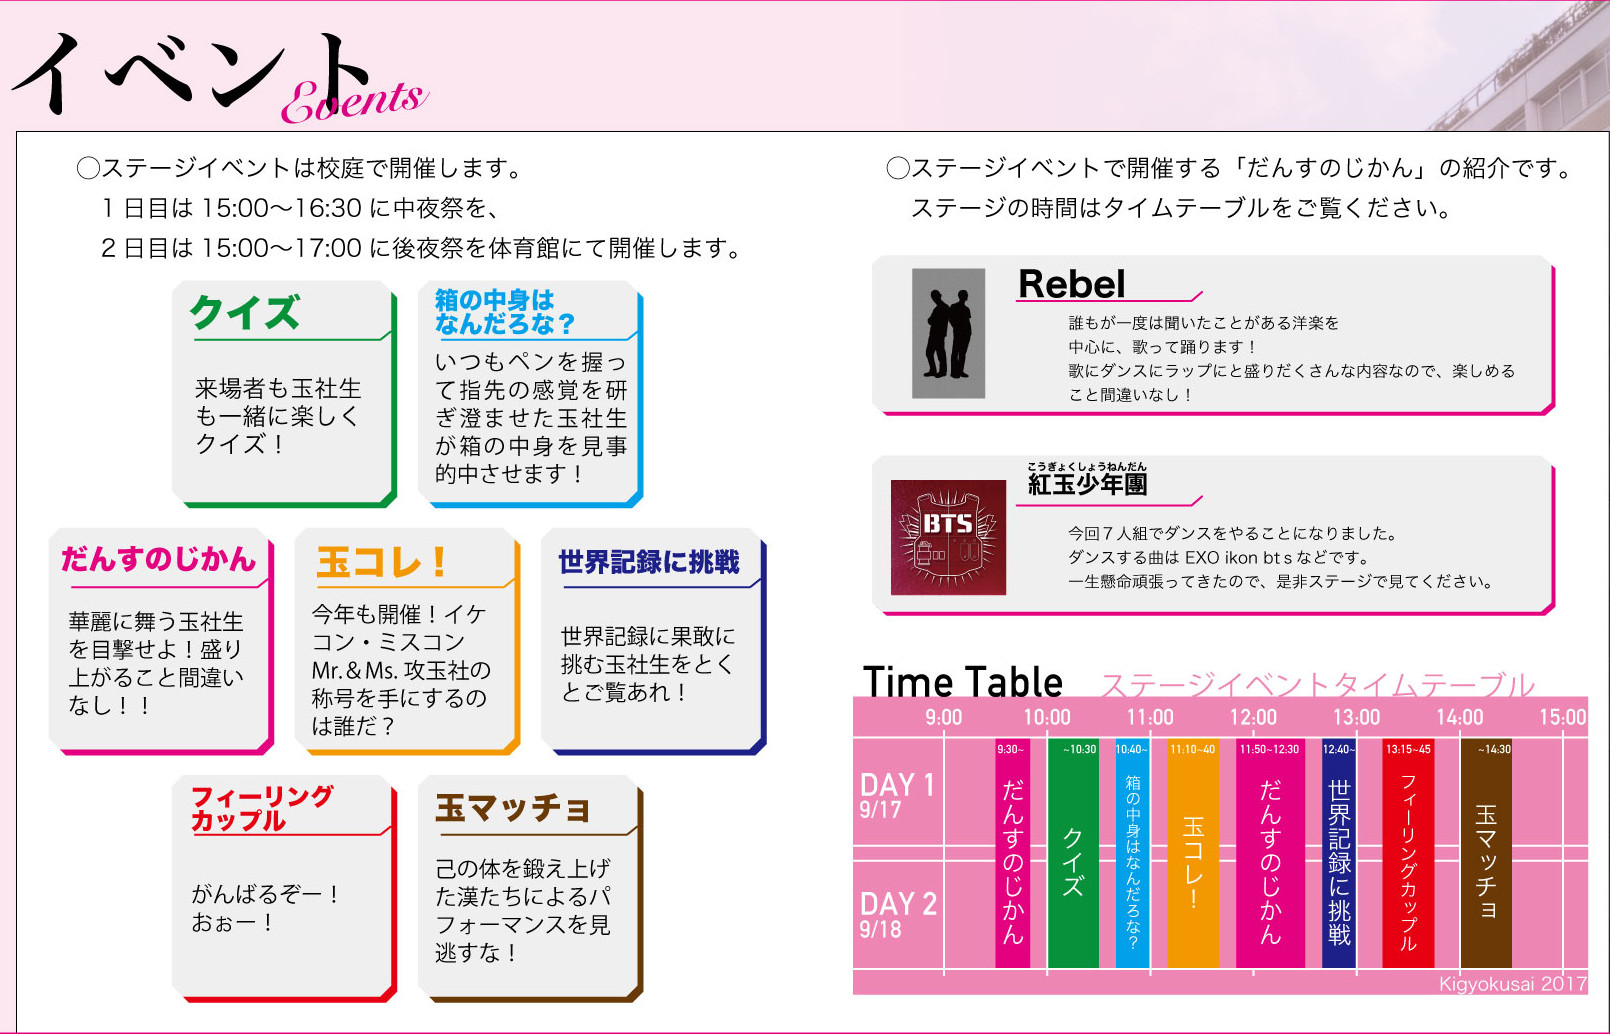 イベント
Events
○ステージイベントは校庭で開催します。
1日目は 15:00～16:30 に中夜祭を、
2日目は 15:00～17:00 に後夜祭を体育館にて開催します。
クイズ
来場者も玉社生
も一緒に楽しく
クイズ！
箱の中身は
なんだろな？
いつもペンを握っ
て指先の感覚を研
ぎ澄ませた玉社生
が箱の中身を見事
的中させます！
だんすのじかん
華麗に舞う玉社生
を目撃せよ！盛り
上がること間違い
なし！！
玉コレ！
今年も開催！イケ
コン・ミスコン
Mr.＆Ms. 攻玉社の
称号を手にするの
は誰だ？
世界記録に挑戦
世界記録に果敢に
挑む玉社生をとく
とご覧あれ！
フィーリング
カップル
がんばるぞー！
おぉー！
玉マッチョ
己の体を鍛え上げ
た漢たちによるパ
フォーマンスを見
逃すな！
○ステージイベントで開催する「だんすのじかん」の紹介です。
ステージの時間はタイムテーブルをご覧ください。
Rebel
誰もが一度は聞いたことがある洋楽を
中心に、歌って踊ります！
歌にダンスにラップにと盛りだくさんな内容なので、楽しめる
こと間違いなし！
こうぎょくしょうねんだん
紅玉少年團
BTS
今回７人組でダンスをやることになりました。
ダンスする曲は EXO ikon bt s などです。
一生懸命頑張ってきたので、是非ステージで見てください。
Time Table ステージイベントタイムテーブル
9:00 10:00 11:00 12:00 13:00 14:00 15:00
9:30~ ~10:30 10:40~ 11:10~40 11:50~12:30 12:40~ 13:15~45 ~14:30
DAY 1
9/17
DAY 2
9/18
だんすのじかん
クイズ
箱の中身はなんだろな？
玉コレ！
だんすのじかん
世界記録に挑戦
フィーリングカップル
玉マッチョ
Kigyokusai 2017